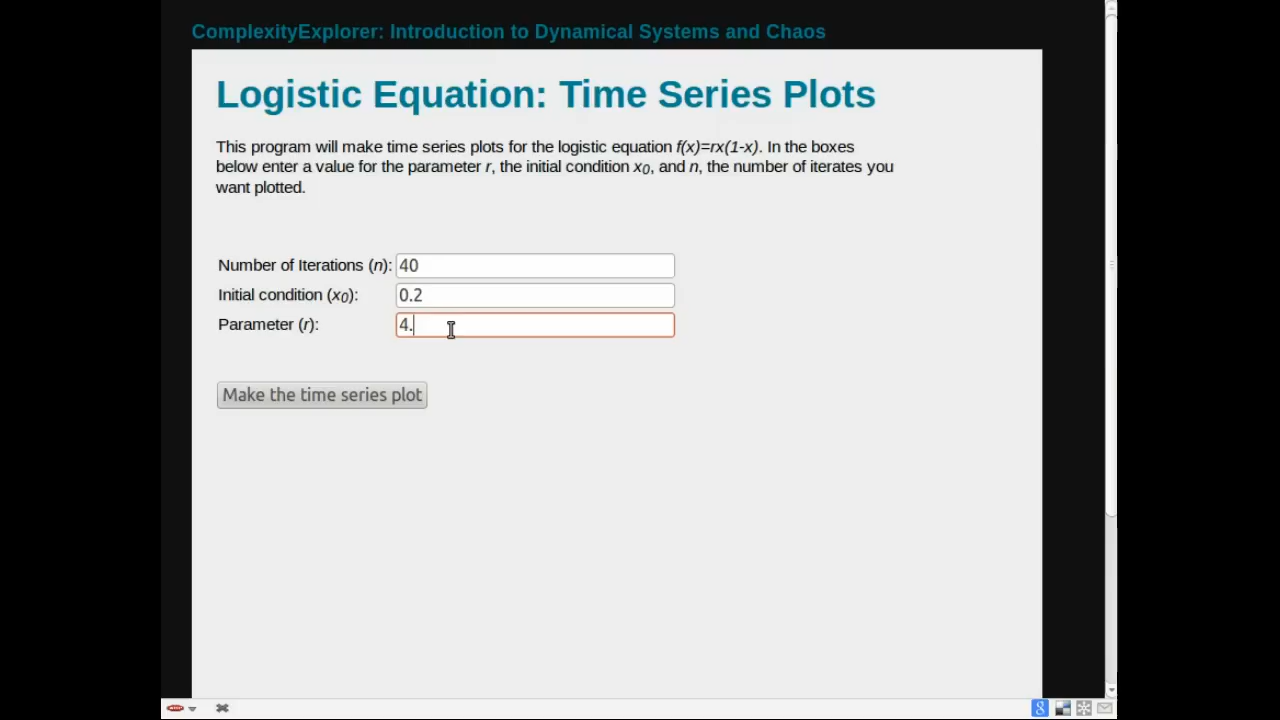 ComplexityExplorer: Introduction to Dynamical Systems and Chaos
Logistic Equation: Time Series Plots
This program will make time series plots for the logistic equation f(x)=rx(1-x). In the boxes
below enter a value for the parameter r, the initial condition x0, and n, the number of iterates you
want plotted.
Number of Iterations (n): 40
Initial condition (x0): 0.2
Parameter (r): 4.
Make the time series plot
8